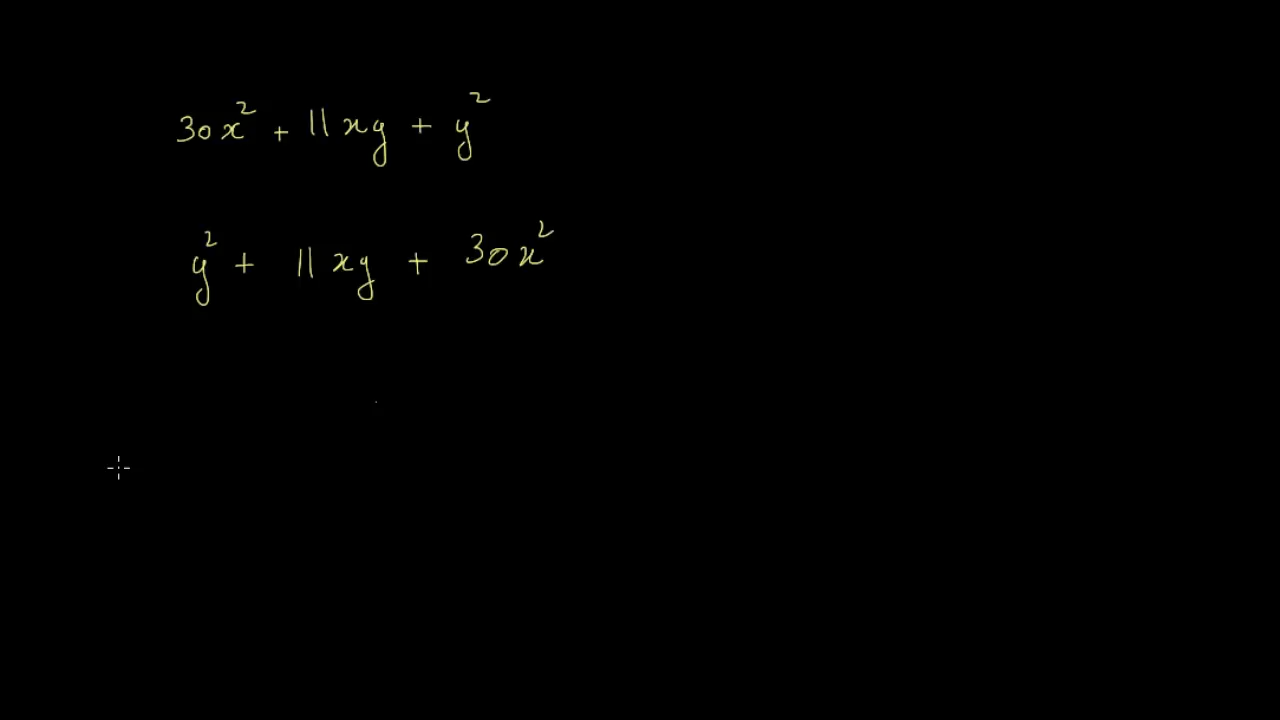 30x² + 11xy + y²
y² + 11xy + 30x²